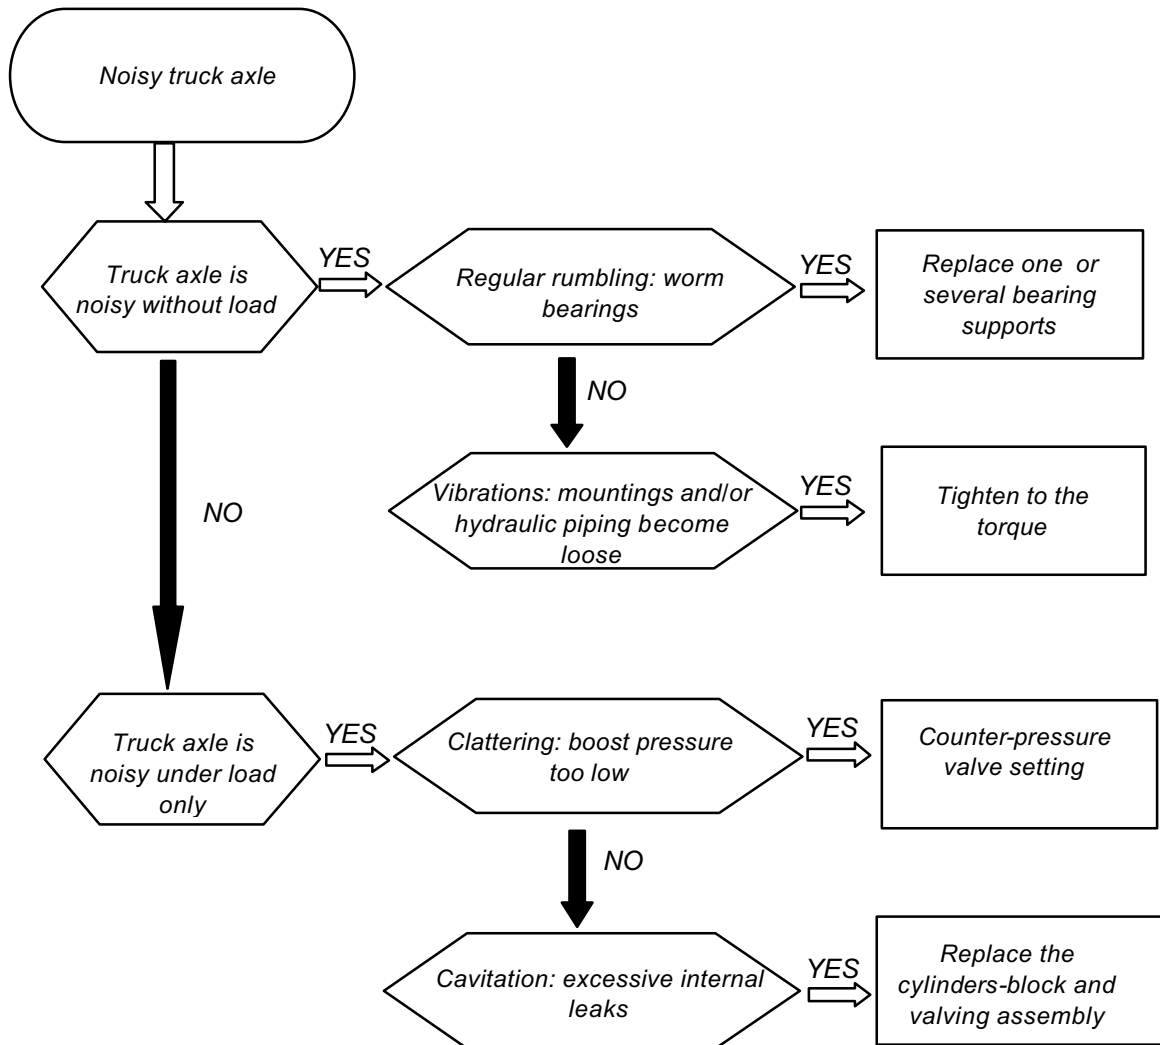 Noisy truck axle
Truck axle is
noisy without load
YES
Regular rumbling: worm
bearings
YES
Replace one or
several bearing
supports
NO
NO
Vibrations: mountings and/or
hydraulic piping become
loose
YES
Tighten to the
torque
Truck axle is
noisy under load
only
YES
Clattering: boost pressure
too low
YES
Counter-pressure
valve setting
NO
Cavitation: excessive internal
leaks
YES
Replace the
cylinders-block and
valving assembly